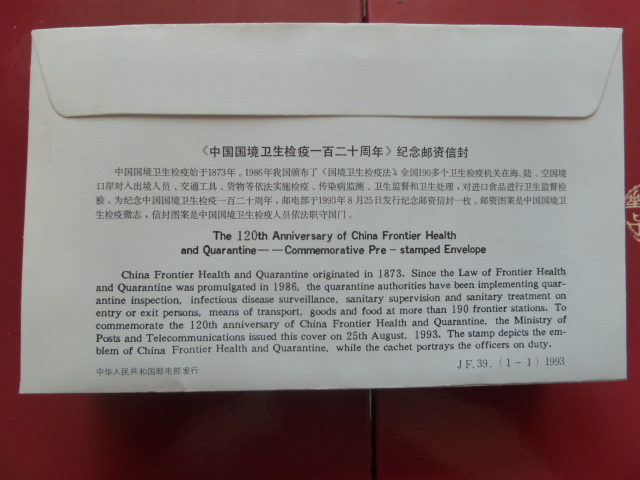 《中国国境卫生检疫一百二十周年》纪念邮资信封
中国国境卫生检疫始于1873年。1986年我国颁布了《国境卫生检疫法》,全国190多个卫生检疫机关在海、陆、空国境
口岸对入出境人员、交通工具、货物等依法实施检疫、传染病监测、卫生监督和卫生处理,对进口食品进行卫生监督检
验。为纪念中国国境卫生检疫一百二十周年,邮电部于1993年8月25日发行纪念邮资信封一枚。邮资图案是中国国境卫
生检疫徽志,信封图案是中国国境卫生检疫人员依法职守国门。
The 120th Anniversary of China Frontier Health
and Quarantine——Commemorative Pre-stamped Envelope
China Frontier Health and Quarantine originated in 1873. Since the Law of Frontier Health
and Quarantine was promulgated in 1986, the quarantine authorities have been implementing quar-
antine inspection, infectious disease surveillance, sanitary supervision and sanitary treatment on
entry or exit persons, means of transport, goods and food at more than 190 frontier stations. To
commemorate the 120th anniversary of China Frontier Health and Quarantine, the Ministry of
Posts and Telecommunications issued this cover on 25th August, 1993. The stamp depicts the em-
blem of China Frontier Health and Quarantine, while the cachet portrays the officers on duty.
中华人民共和国邮电部发行
JF.39.(1-1)1993